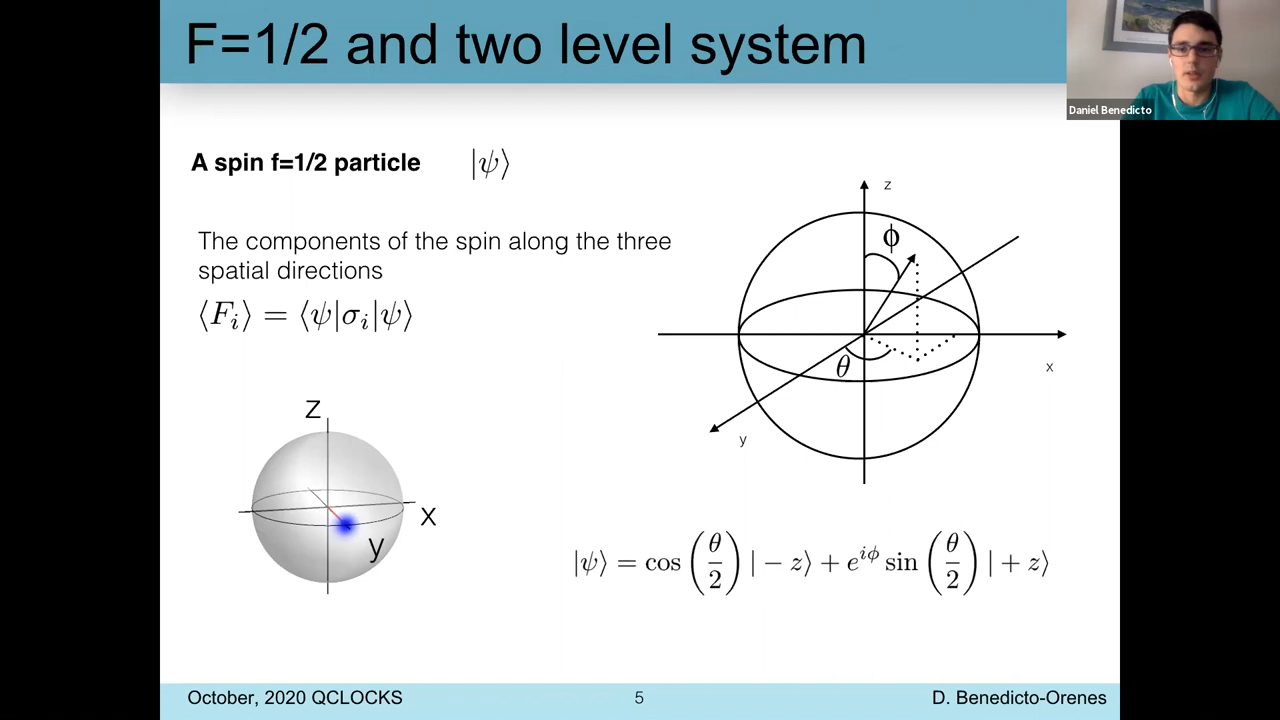 F=1/2 and two level system
Daniel Benedicto
A spin f=1/2 particle |ψ⟩
The components of the spin along the three
spatial directions
⟨F_i⟩ = ⟨ψ|σ_i|ψ⟩
z
ϕ
θ
x
y
Z
X
y
|ψ⟩ = cos(θ/2) | − z⟩ + e^{iϕ} sin(θ/2) | + z⟩
October, 2020 QCLOCKS
5
D. Benedicto-Orenes